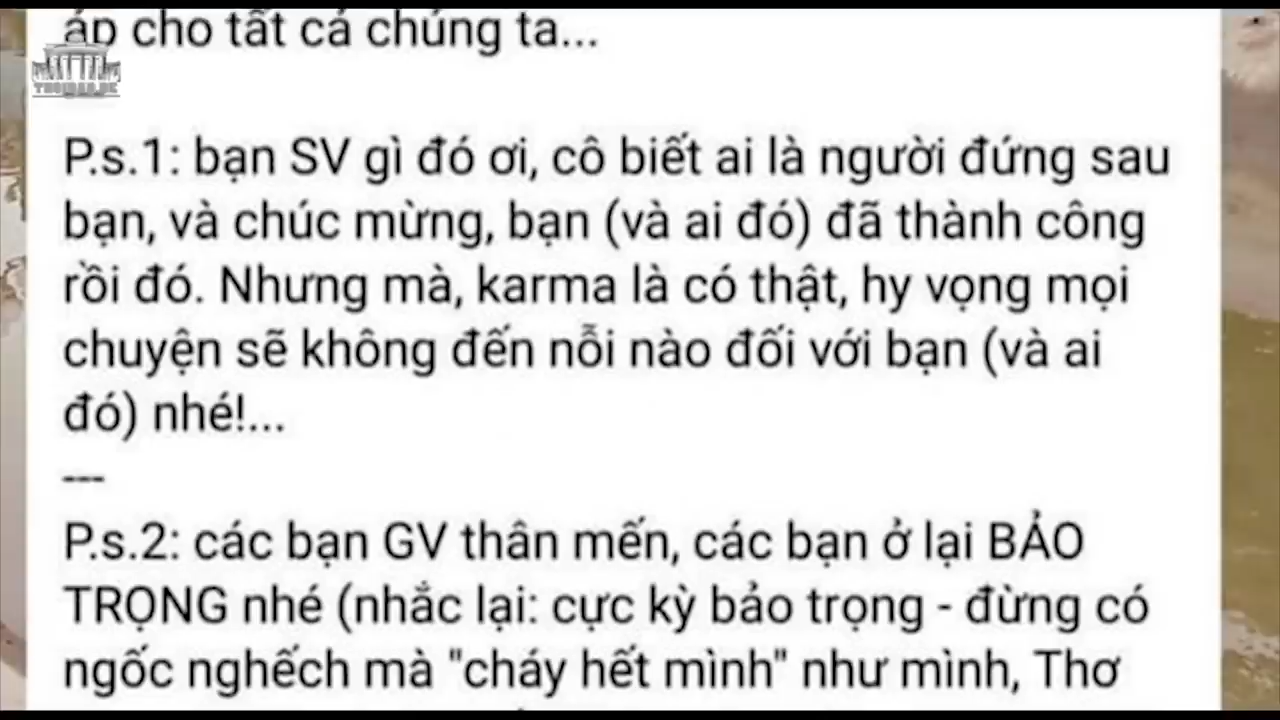 áp cho tất cả chúng ta...
THOIBAO.DE
P.s.1: bạn SV gì đó ơi, cô biết ai là người đứng sau
bạn, và chúc mừng, bạn (và ai đó) đã thành công
rồi đó. Nhưng mà, karma là có thật, hy vọng mọi
chuyện sẽ không đến nỗi nào đối với bạn (và ai
đó) nhé!...
---
P.s.2: các bạn GV thân mến, các bạn ở lại BẢO
TRỌNG nhé (nhắc lại: cực kỳ bảo trọng - đừng có
ngốc nghếch mà "cháy hết mình" như mình, Thơ